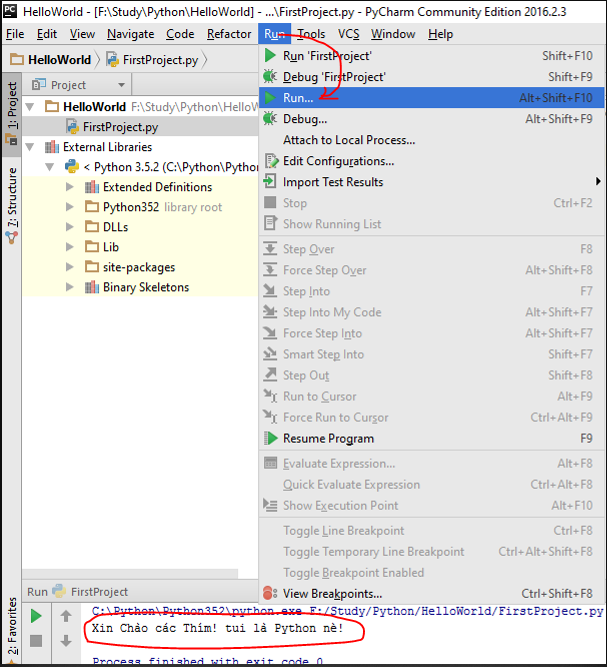 HelloWorld - [F:\Study\Python\HelloWorld] - ...\FirstProject.py - PyCharm Community Edition 2016.2.3
File Edit View Navigate Code Refactor Run Tools VCS Window Help
HelloWorld FirstProject.py
Project
1: Project
7: Structure
2: Favorites
HelloWorld F:\Study\Python\HelloW
FirstProject.py
External Libraries
< Python 3.5.2 (C:\Python\Python
Extended Definitions
Python352 library root
DLLs
Lib
site-packages
Binary Skeletons
Run 'FirstProject' Shift+F10
Debug 'FirstProject' Shift+F9
Run... Alt+Shift+F10
Debug... Alt+Shift+F9
Attach to Local Process...
Edit Configurations...
Import Test Results
Stop Ctrl+F2
Show Running List
Step Over F8
Force Step Over Alt+Shift+F8
Step Into F7
Step Into My Code Alt+Shift+F7
Force Step Into Alt+Shift+F7
Smart Step Into Shift+F7
Step Out Shift+F8
Run to Cursor Alt+F9
Force Run to Cursor Ctrl+Alt+F9
Resume Program F9
Evaluate Expression... Alt+F8
Quick Evaluate Expression Ctrl+Alt+F8
Show Execution Point Alt+F10
Toggle Line Breakpoint Ctrl+F8
Toggle Temporary Line Breakpoint Ctrl+Alt+Shift+F8
Toggle Breakpoint Enabled
View Breakpoints... Ctrl+Shift+F8
Run FirstProject
C:\Python\Python352\python.exe F:/Study/Python/HelloWorld/FirstProject.py
Xin Chào các Thím! tui là Python nè!
Process finished with exit code 0